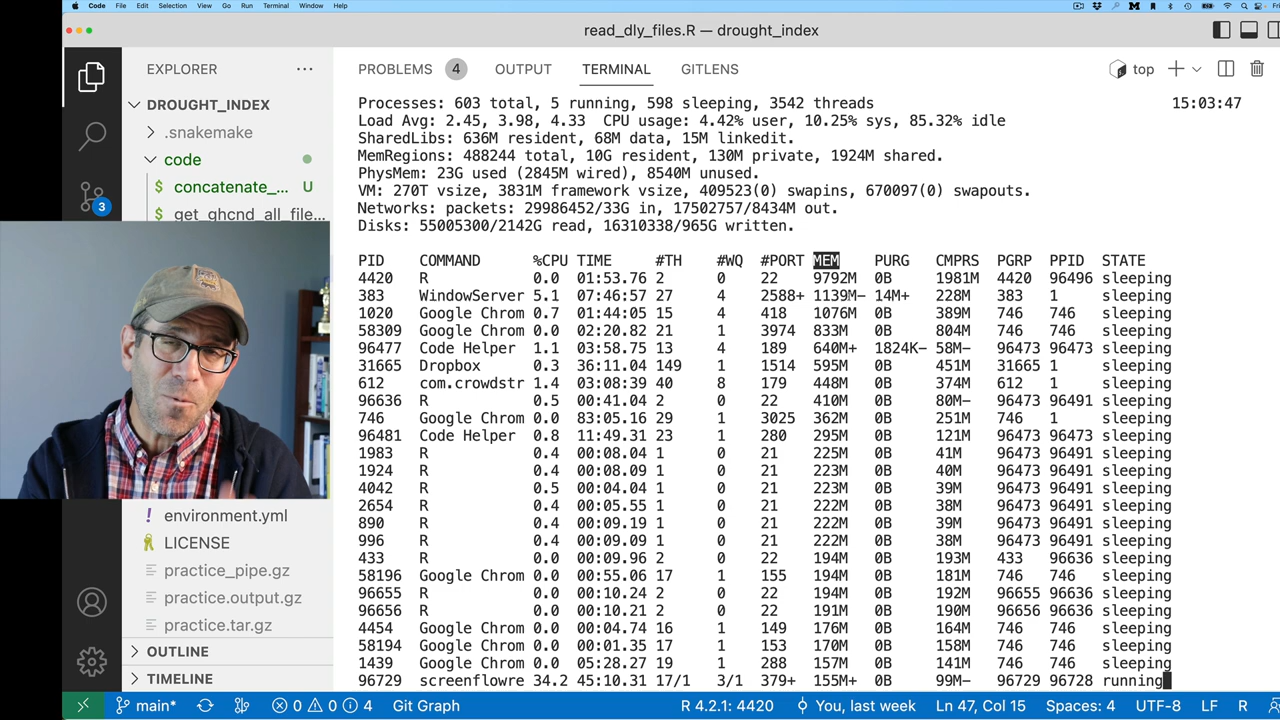 Code File Edit Selection View Go Run Terminal Window Help
read_dly_files.R — drought_index
EXPLORER ...
PROBLEMS 4 OUTPUT TERMINAL GITLENS
top
DROUGHT_INDEX
.snakemake
code
$ concatenate_... U
$ get_ghcnd_all_file...
3
environment.yml
LICENSE
practice_pipe.gz
practice.output.gz
practice.tar.gz
OUTLINE
TIMELINE
Processes: 603 total, 5 running, 598 sleeping, 3542 threads 15:03:47
Load Avg: 2.45, 3.98, 4.33 CPU usage: 4.42% user, 10.25% sys, 85.32% idle
SharedLibs: 636M resident, 68M data, 15M linkedit.
MemRegions: 488244 total, 10G resident, 130M private, 1924M shared.
PhysMem: 23G used (2845M wired), 8540M unused.
VM: 270T vsize, 3831M framework vsize, 409523(0) swapins, 670097(0) swapouts.
Networks: packets: 29986452/33G in, 17502757/8434M out.
Disks: 55005300/2142G read, 16310338/965G written.
PID COMMAND %CPU TIME #TH #WQ #PORT MEM PURG CMPRS PGRP PPID STATE
4420 R 0.0 01:53.76 2 0 22 9792M 0B 1981M 4420 96496 sleeping
383 WindowServer 5.1 07:46:57 27 4 2588+ 1139M- 14M+ 228M 383 1 sleeping
1020 Google Chrom 0.7 01:44:05 15 4 418 1076M 0B 389M 746 746 sleeping
58309 Google Chrom 0.0 02:20.82 21 1 3974 833M 0B 804M 746 746 sleeping
96477 Code Helper 1.1 03:58.75 13 4 189 640M+ 1824K- 58M- 96473 96473 sleeping
31665 Dropbox 0.3 36:11.04 149 1 1514 595M 0B 451M 31665 1 sleeping
612 com.crowdstr 1.4 03:08:39 40 8 179 448M 0B 374M 612 1 sleeping
96636 R 0.5 00:41.04 2 0 22 410M 0B 80M- 96636 96491 sleeping
746 Google Chrom 0.0 83:05:16 29 1 3025 362M 0B 251M 746 1 sleeping
96481 Code Helper 0.8 11:49.31 23 1 280 295M 0B 121M 96473 96473 sleeping
1983 R 0.4 00:08.04 1 0 21 225M 0B 41M 96473 96491 sleeping
1924 R 0.4 00:08.09 1 0 21 223M 0B 40M 96473 96491 sleeping
4042 R 0.5 00:04.04 1 0 21 223M 0B 39M 96473 96491 sleeping
2654 R 0.4 00:05.55 1 0 21 222M 0B 38M 96473 96491 sleeping
890 R 0.4 00:09.19 1 0 21 222M 0B 39M 96473 96491 sleeping
996 R 0.4 00:09.09 1 0 21 222M 0B 38M 96473 96491 sleeping
433 R 0.0 00:09.96 2 0 22 194M 0B 193M 433 96636 sleeping
58196 Google Chrom 0.0 00:55.06 17 1 155 194M 0B 181M 746 746 sleeping
96655 R 0.0 00:10.24 2 0 22 194M 0B 192M 96655 96636 sleeping
96656 R 0.0 00:10.21 2 0 22 191M 0B 190M 96656 96636 sleeping
4454 Google Chrom 0.0 00:04.74 16 1 149 176M 0B 164M 746 746 sleeping
58194 Google Chrom 0.0 00:01.35 17 1 153 170M 0B 158M 746 746 sleeping
1439 Google Chrom 0.0 05:28.27 19 1 288 157M 0B 141M 746 746 sleeping
96729 screenflowre 34.2 45:10.31 17/1 3/1 379+ 155M+ 0B 99M- 96729 96728 running
main* 0 0 4 Git Graph R 4.2.1: 4420 You, last week Ln 47, Col 15 Spaces: 4 UTF-8 LF R